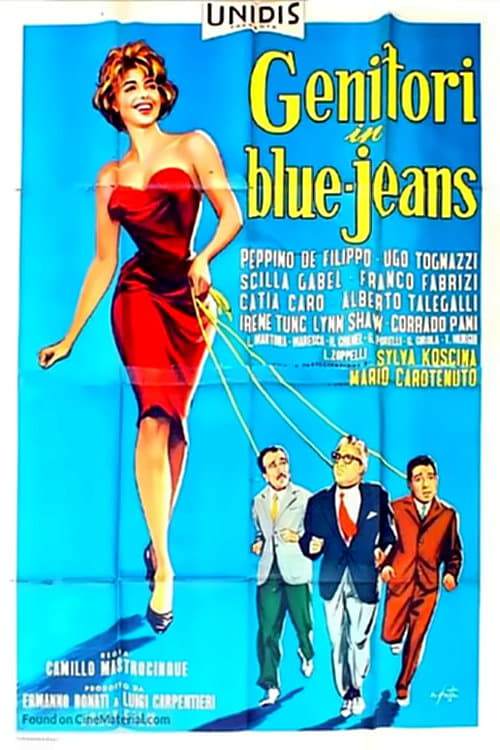 UNIDIS
PRESENTA
Genitori
in
blue-jeans
PEPPINO DE FILIPPO · UGO TOGNAZZI
SCILLA GABEL · FRANCO FABRIZI
CATIA CARO · ALBERTO TALEGALLI
IRENE TUNC LYNN SHAW · CORRADO PANI
L. ZOPPELLI
SYLVA KOSCINA
MARIO CAROTENUTO
REGIA:
CAMILLO MASTROCINQUE
PRODOTTO DA
ERMANNO DONATI & LUIGI CARPENTIERI
Found on CineMaterial.com